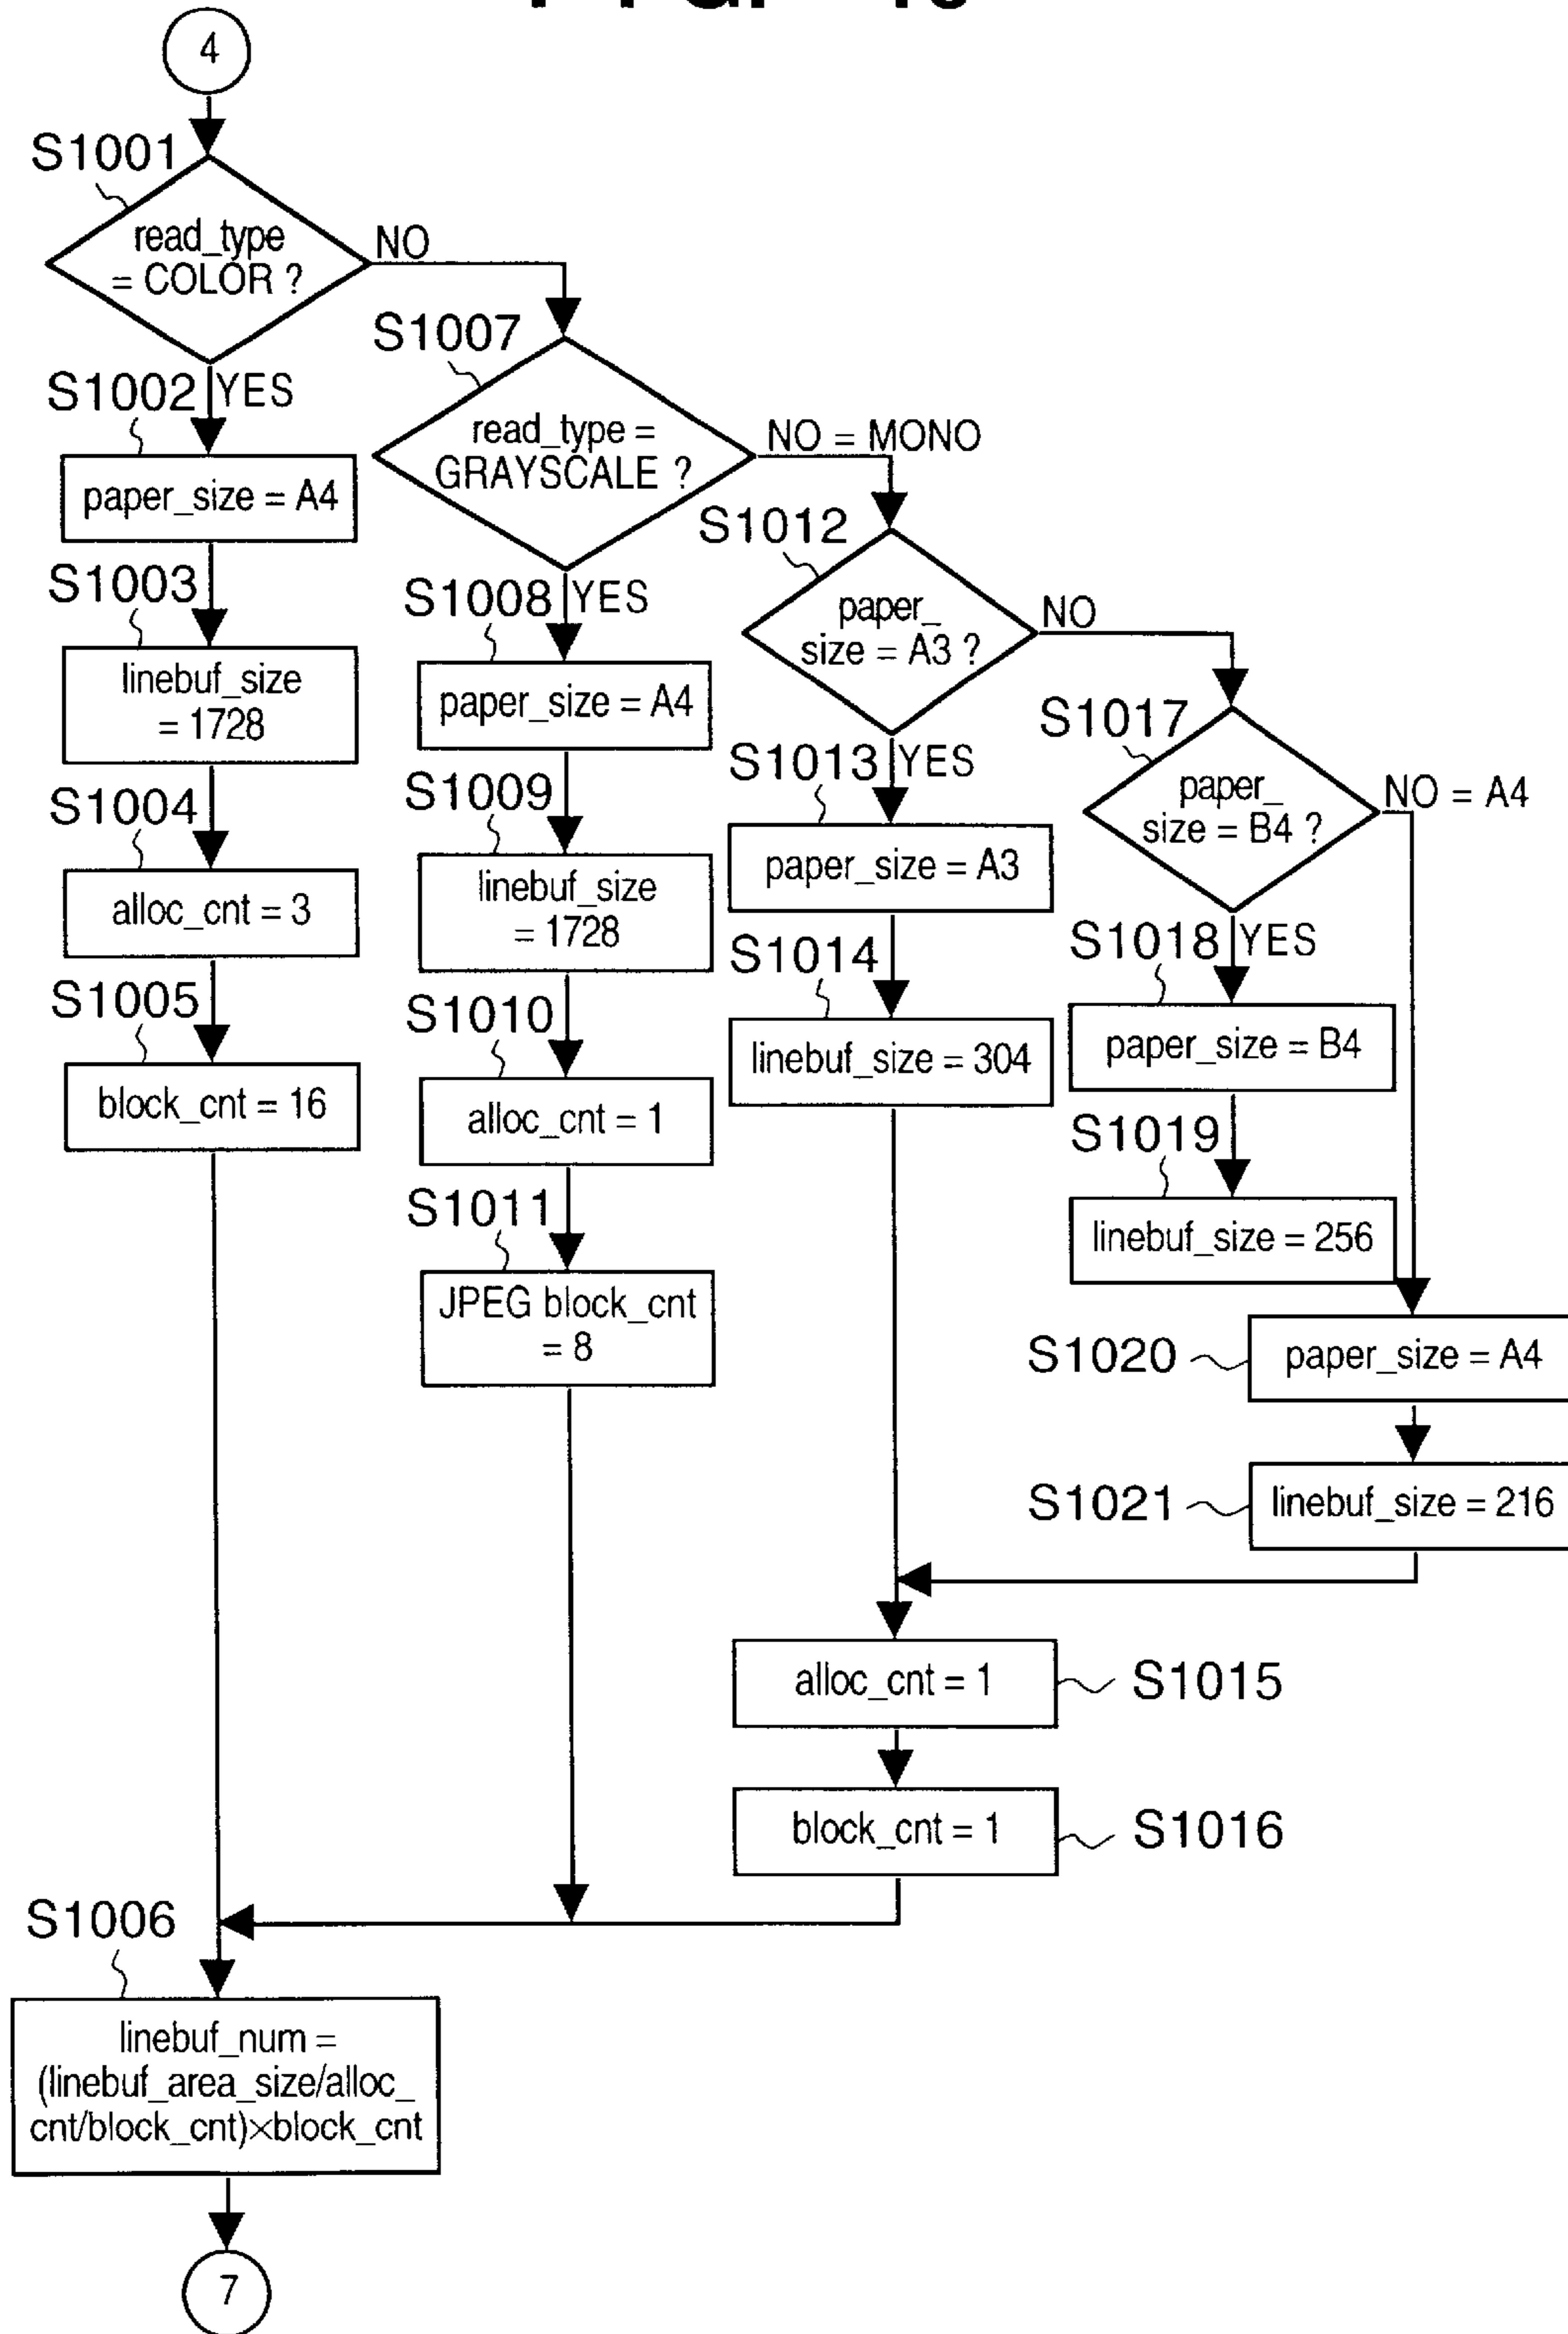 4
S1001
read_type
= COLOR ?
NO
S1002
YES
paper_size = A4
S1003
linebuf_size
= 1728
S1004
alloc_cnt = 3
S1005
block_cnt = 16
S1007
read_type =
GRAYSCALE ?
NO = MONO
S1008
YES
paper_size = A4
S1009
linebuf_size
= 1728
S1010
alloc_cnt = 1
S1011
JPEG block_cnt
= 8
S1012
paper_
size = A3 ?
NO
S1013
YES
paper_size = A3
S1014
linebuf_size = 304
S1017
paper_
size = B4 ?
NO = A4
S1018
YES
paper_size = B4
S1019
linebuf_size = 256
S1020
paper_size = A4
S1021
linebuf_size = 216
alloc_cnt = 1
S1015
block_cnt = 1
S1016
S1006
linebuf_num =
(linebuf_area_size/alloc_
cnt/block_cnt)×block_cnt
7